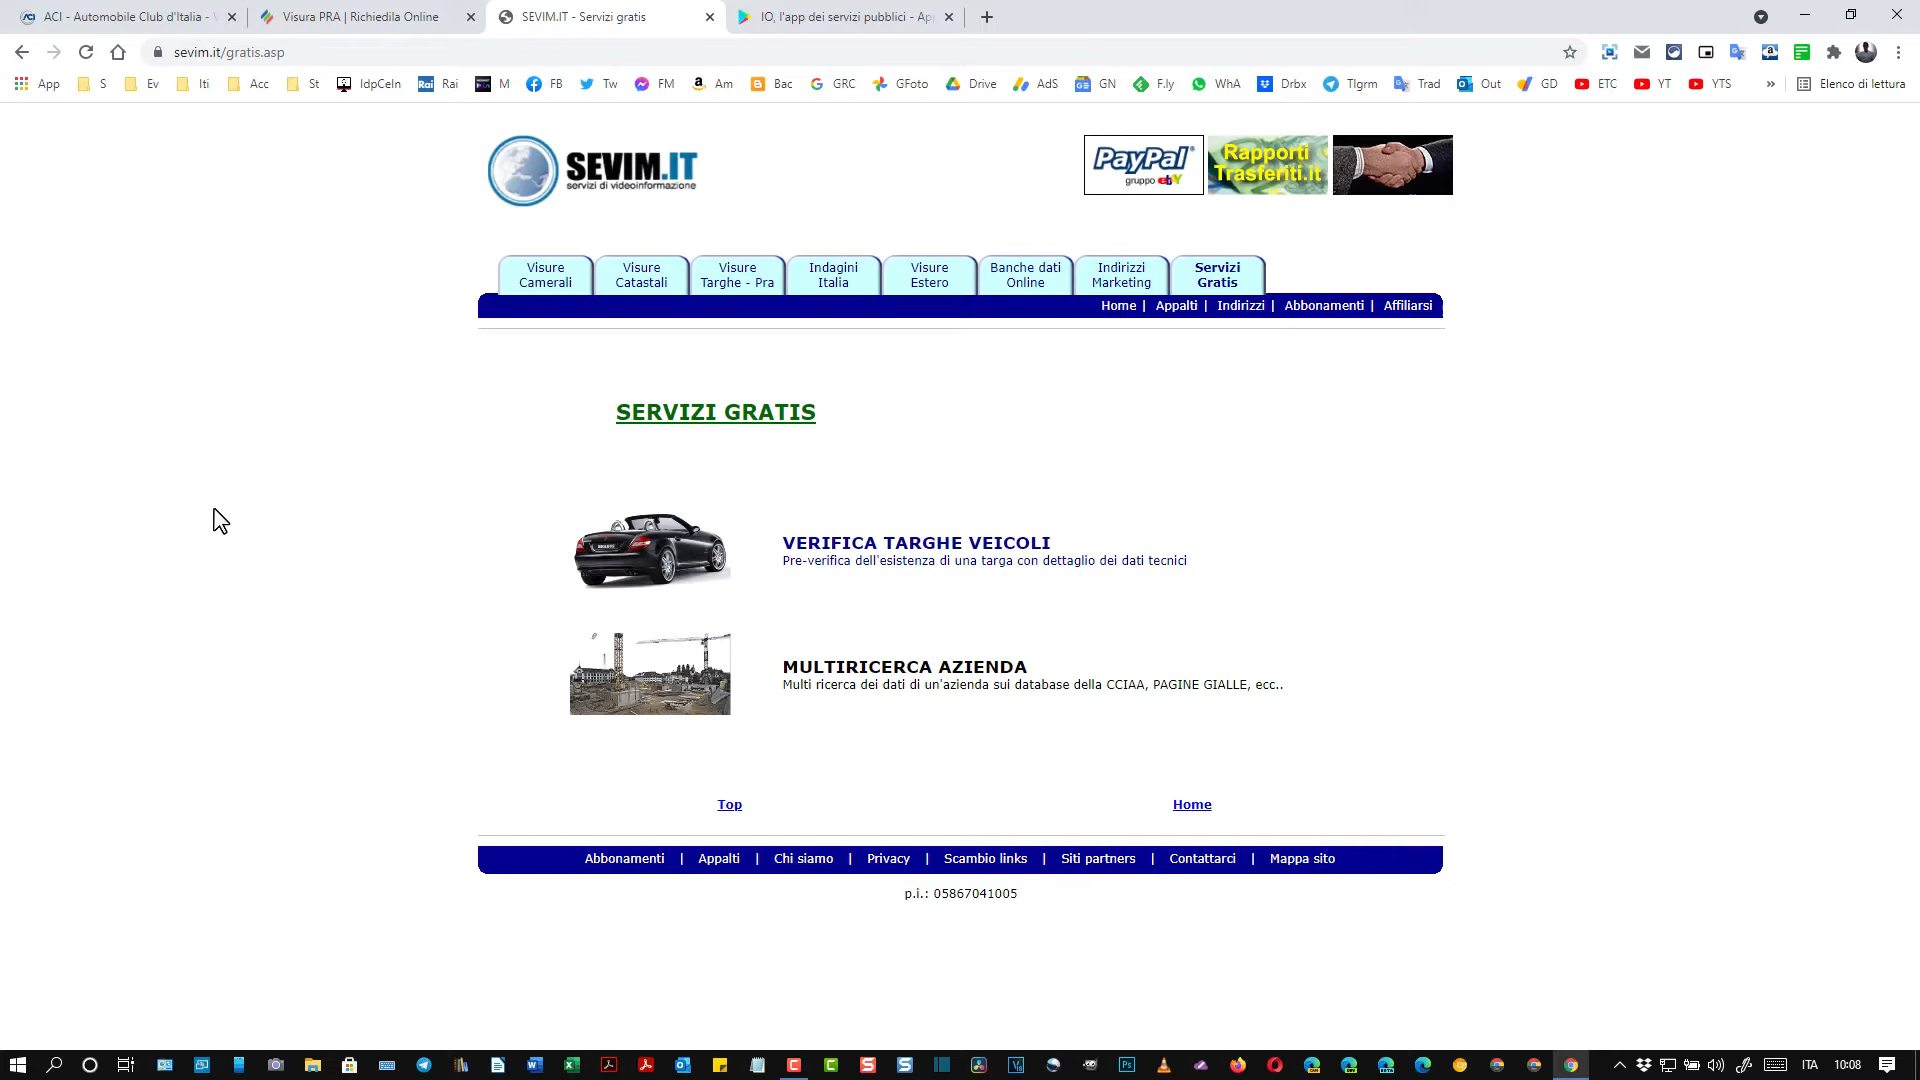 ACI - Automobile Club d'Italia -
Visura PRA | Richiedila Online
SEVIM.IT - Servizi gratis
IO, l'app dei servizi pubblici - Ap
sevim.it/gratis.asp
App
S
Ev
Iti
Acc
St
IdpCeIn
Rai
M
FB
Tw
FM
Am
Bac
GRC
GFoto
Drive
AdS
GN
F.ly
WhA
Drbx
Tlgrm
Trad
Out
GD
ETC
YT
YTS
»
Elenco di lettura
SEVIM.IT
servizi di videoinformazione
PayPal
gruppo ebY
Rapporti
Trasferiti.it
Visure
Camerali
Visure
Catastali
Visure
Targhe - Pra
Indagini
Italia
Visure
Estero
Banche dati
Online
Indirizzi
Marketing
Servizi
Gratis
Home | Appalti | Indirizzi | Abbonamenti | Affiliarsi
SERVIZI GRATIS
VERIFICA TARGHE VEICOLI
Pre-verifica dell'esistenza di una targa con dettaglio dei dati tecnici
MULTIRICERCA AZIENDA
Multi ricerca dei dati di un'azienda sui database della CCIAA, PAGINE GIALLE, ecc..
Top
Home
Abbonamenti | Appalti | Chi siamo | Privacy | Scambio links | Siti partners | Contattarci | Mappa sito
p.i.: 05867041005
ITA
10:08